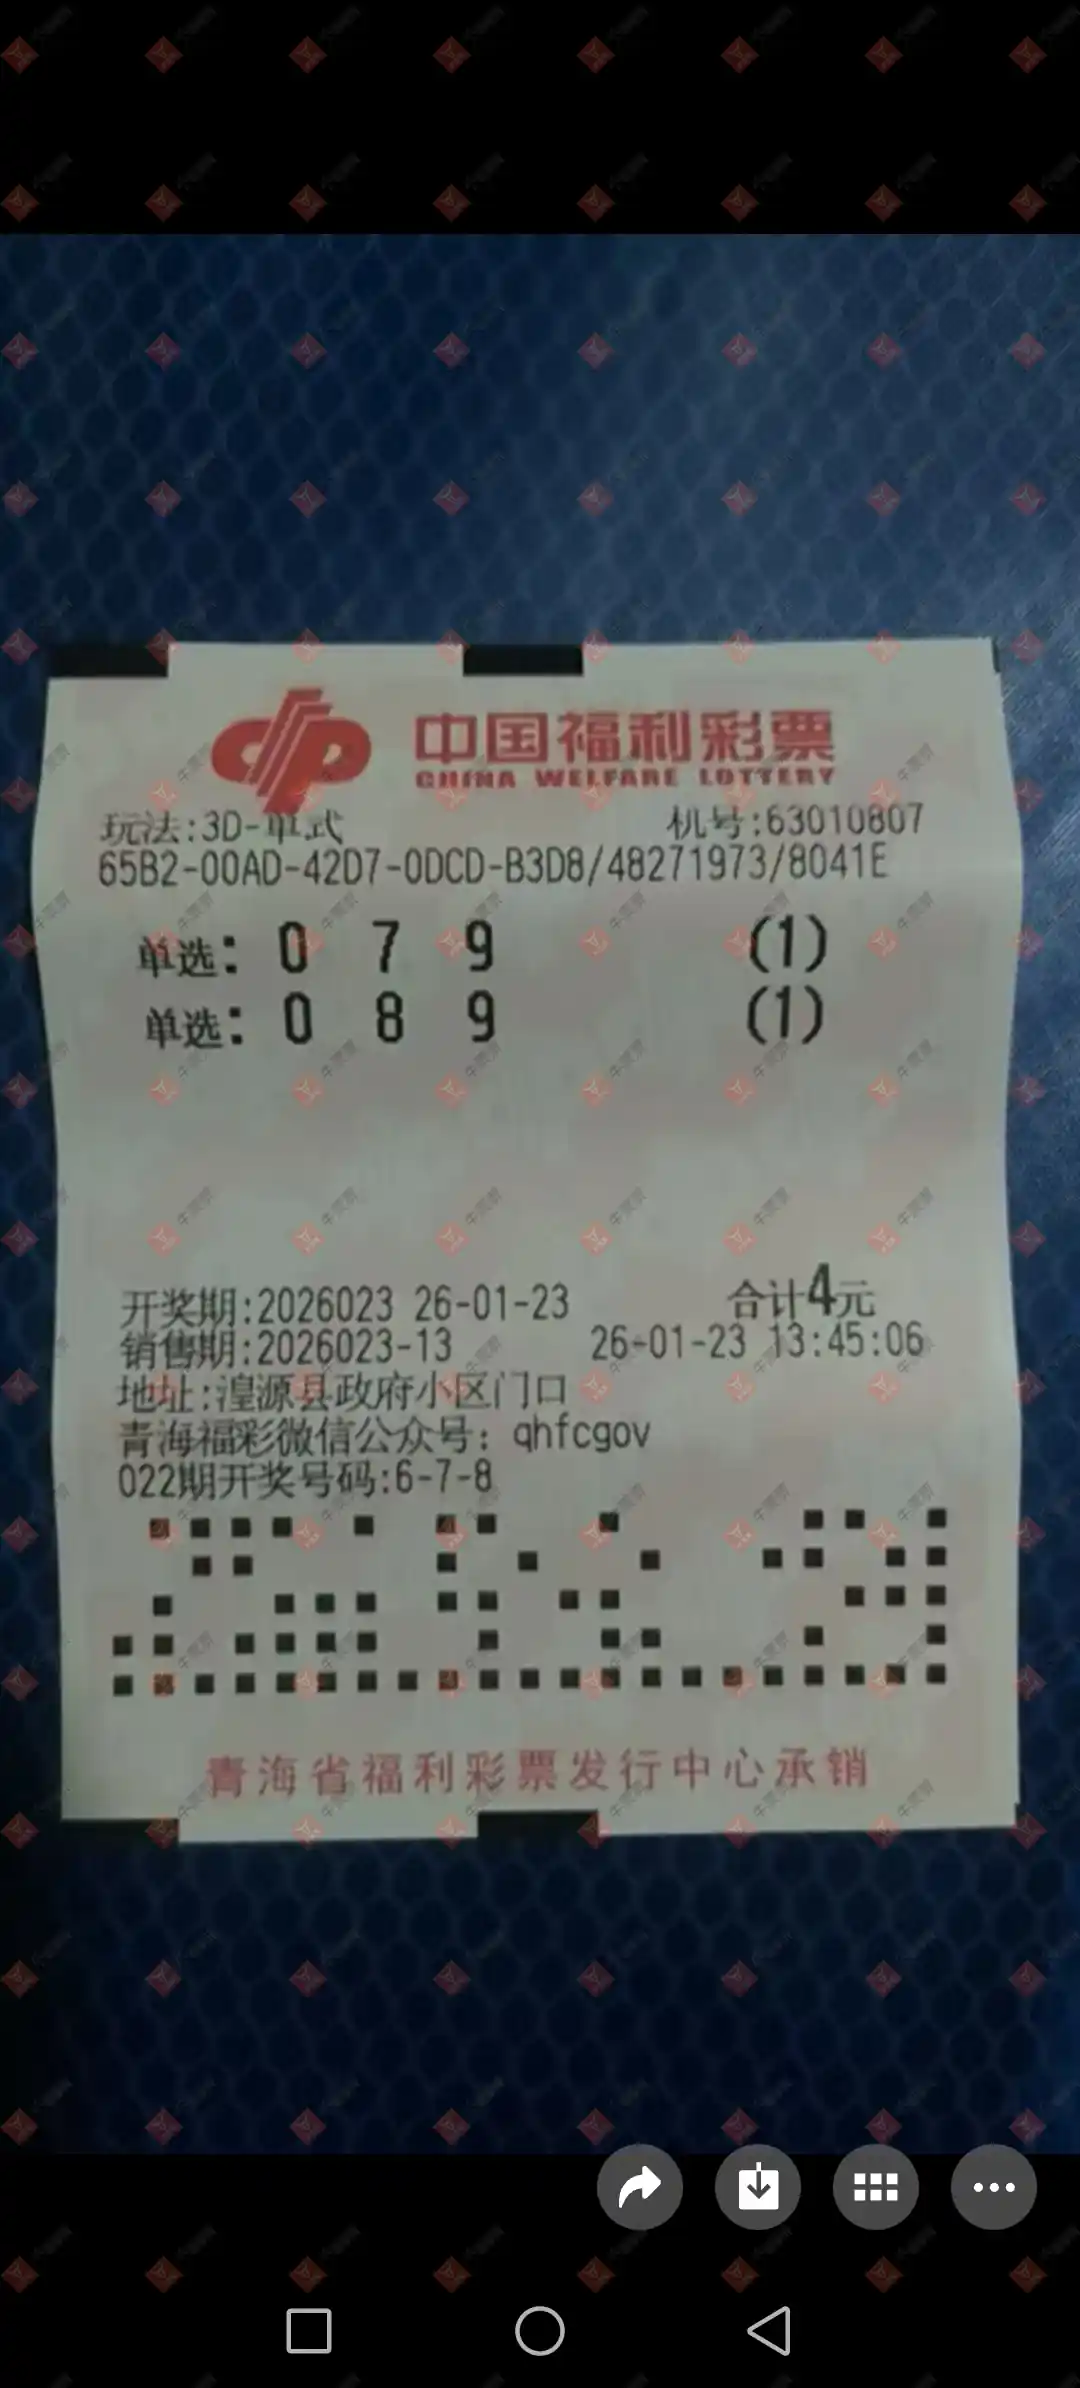 中国福利彩票
CHINA WELFARE LOTTERY
玩法:3D-单式 机号:63010807
65B2-00AD-42D7-0DCD-B3D8/48271973/8041E
单选: 0 7 9 (1)
单选: 0 8 9 (1)
开奖期:2026023 26-01-23 合计4元
销售期:2026023-13 26-01-23 13:45:06
地址:湟源县政府小区门口
青海福彩微信公众号: qhfcgov
022期开奖号码:6-7-8
青海省福利彩票发行中心承销